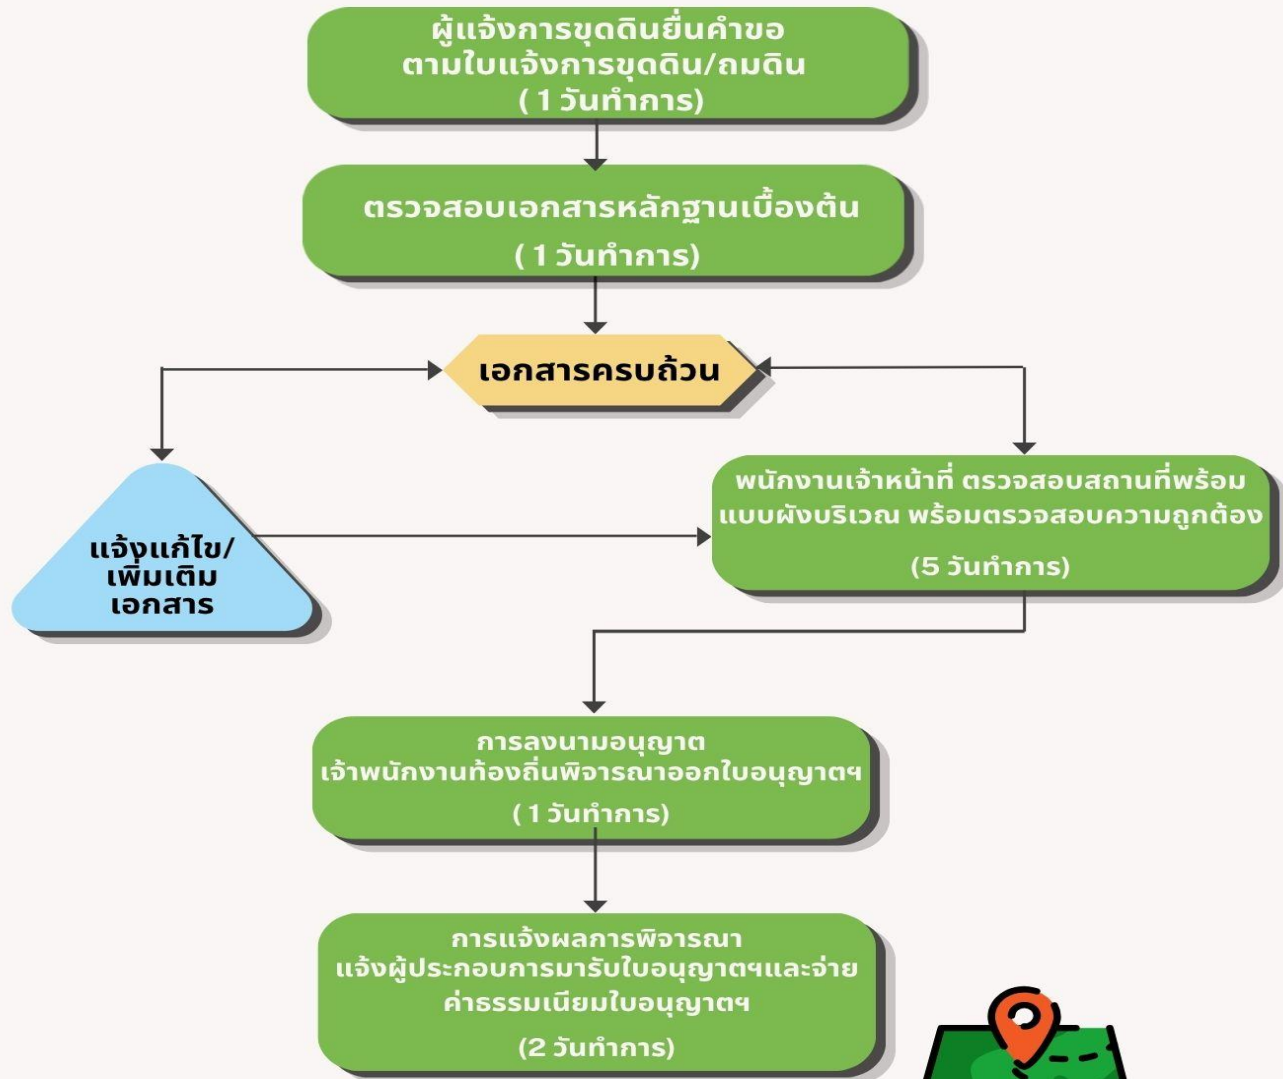 ผู้แจ้งการขุดดินยื่นคำขอ
ตามใบแจ้งการขุดดิน/ถมดิน
( 1 วันทำการ)
ตรวจสอบเอกสารหลักฐานเบื้องต้น
( 1 วันทำการ)
เอกสารครบถ้วน
แจ้งแก้ไข/
เพิ่มเติม
เอกสาร
พนักงานเจ้าหน้าที่ ตรวจสอบสถานที่พร้อม
แบบผังบริเวณ พร้อมตรวจสอบความถูกต้อง
(5 วันทำการ)
การลงนามอนุญาต
เจ้าพนักงานท้องถิ่นพิจารณาออกใบอนุญาตฯ
( 1 วันทำการ)
การแจ้งผลการพิจารณา
แจ้งผู้ประกอบการมารับใบอนุญาตฯและจ่าย
ค่าธรรมเนียมใบอนุญาตฯ
(2 วันทำการ)